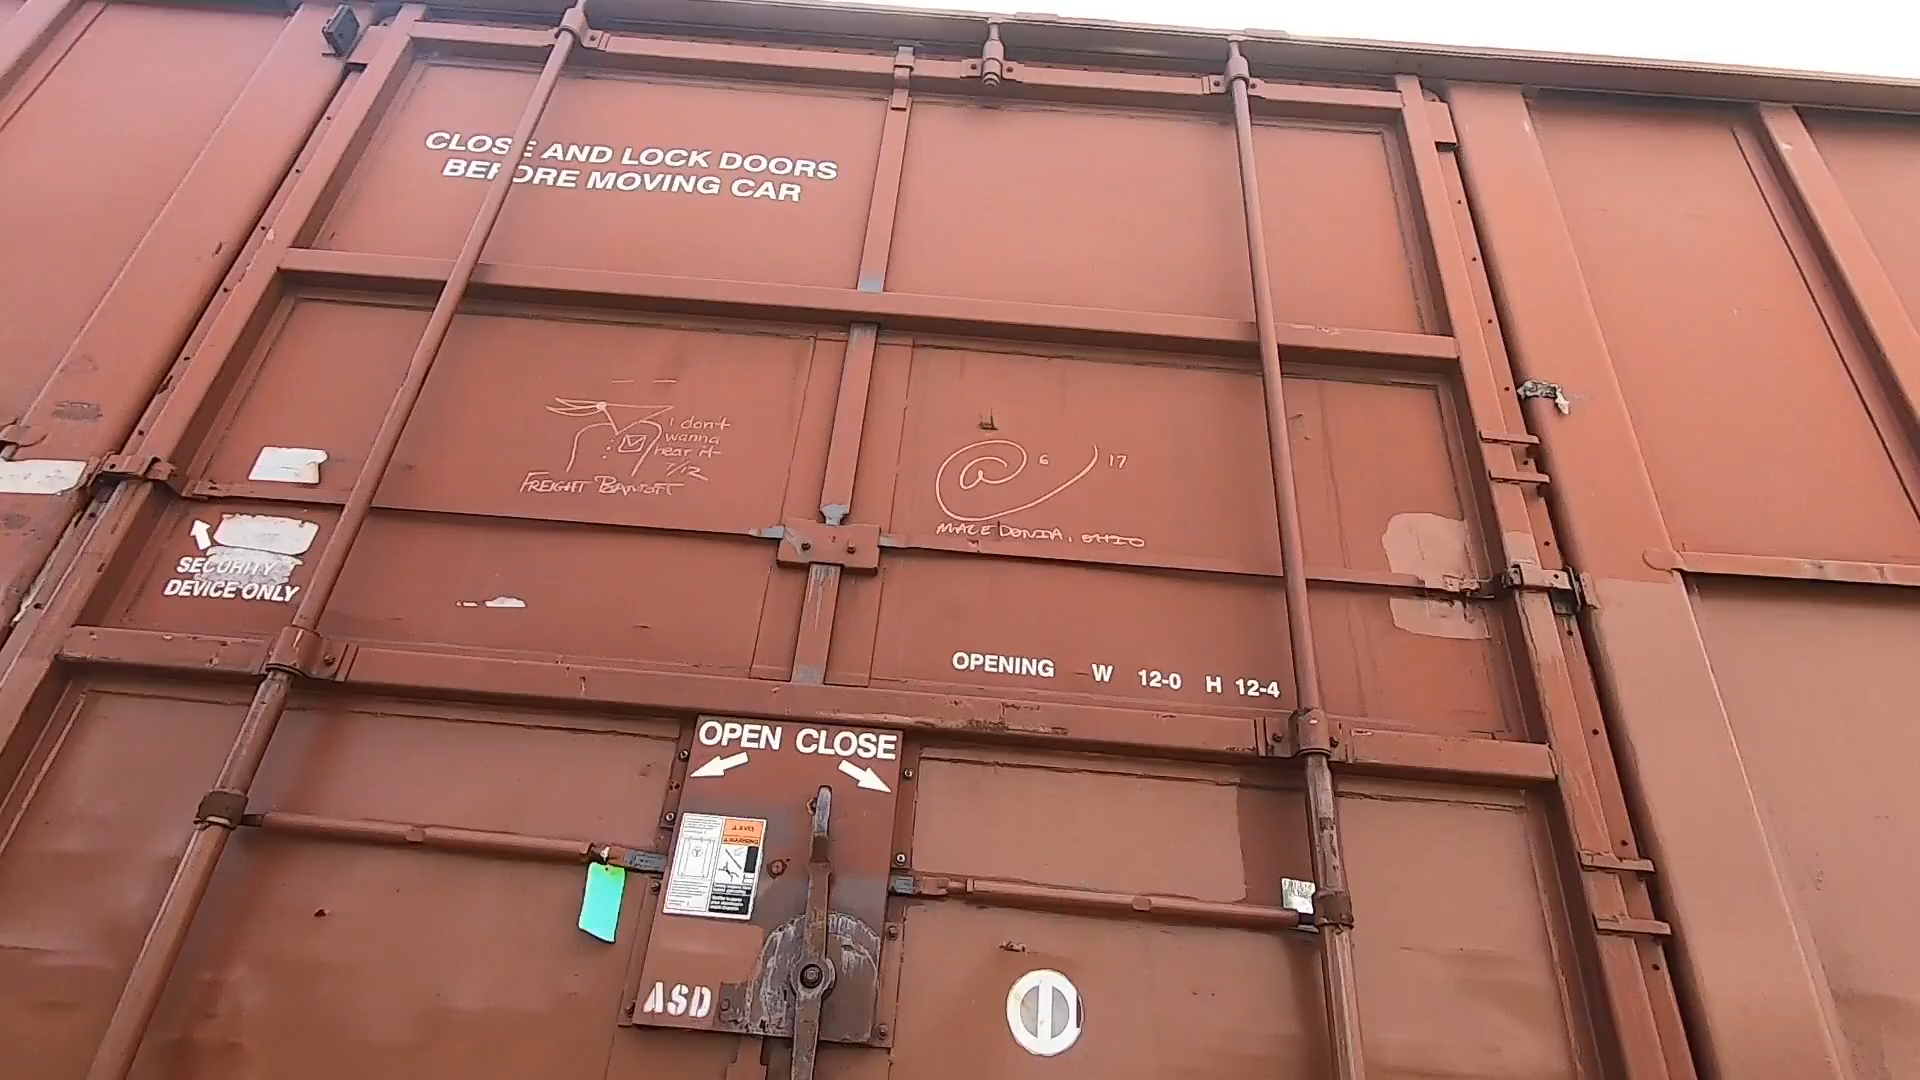 CLOSE AND LOCK DOORS
BEFORE MOVING CAR
I don't
wanna
hear it
7/12
FREIGHT BANDIT
6 17
MACEDONIA, OHIO
SECURITY
DEVICE ONLY
OPENING W 12-0 H 12-4
OPEN CLOSE
ASD